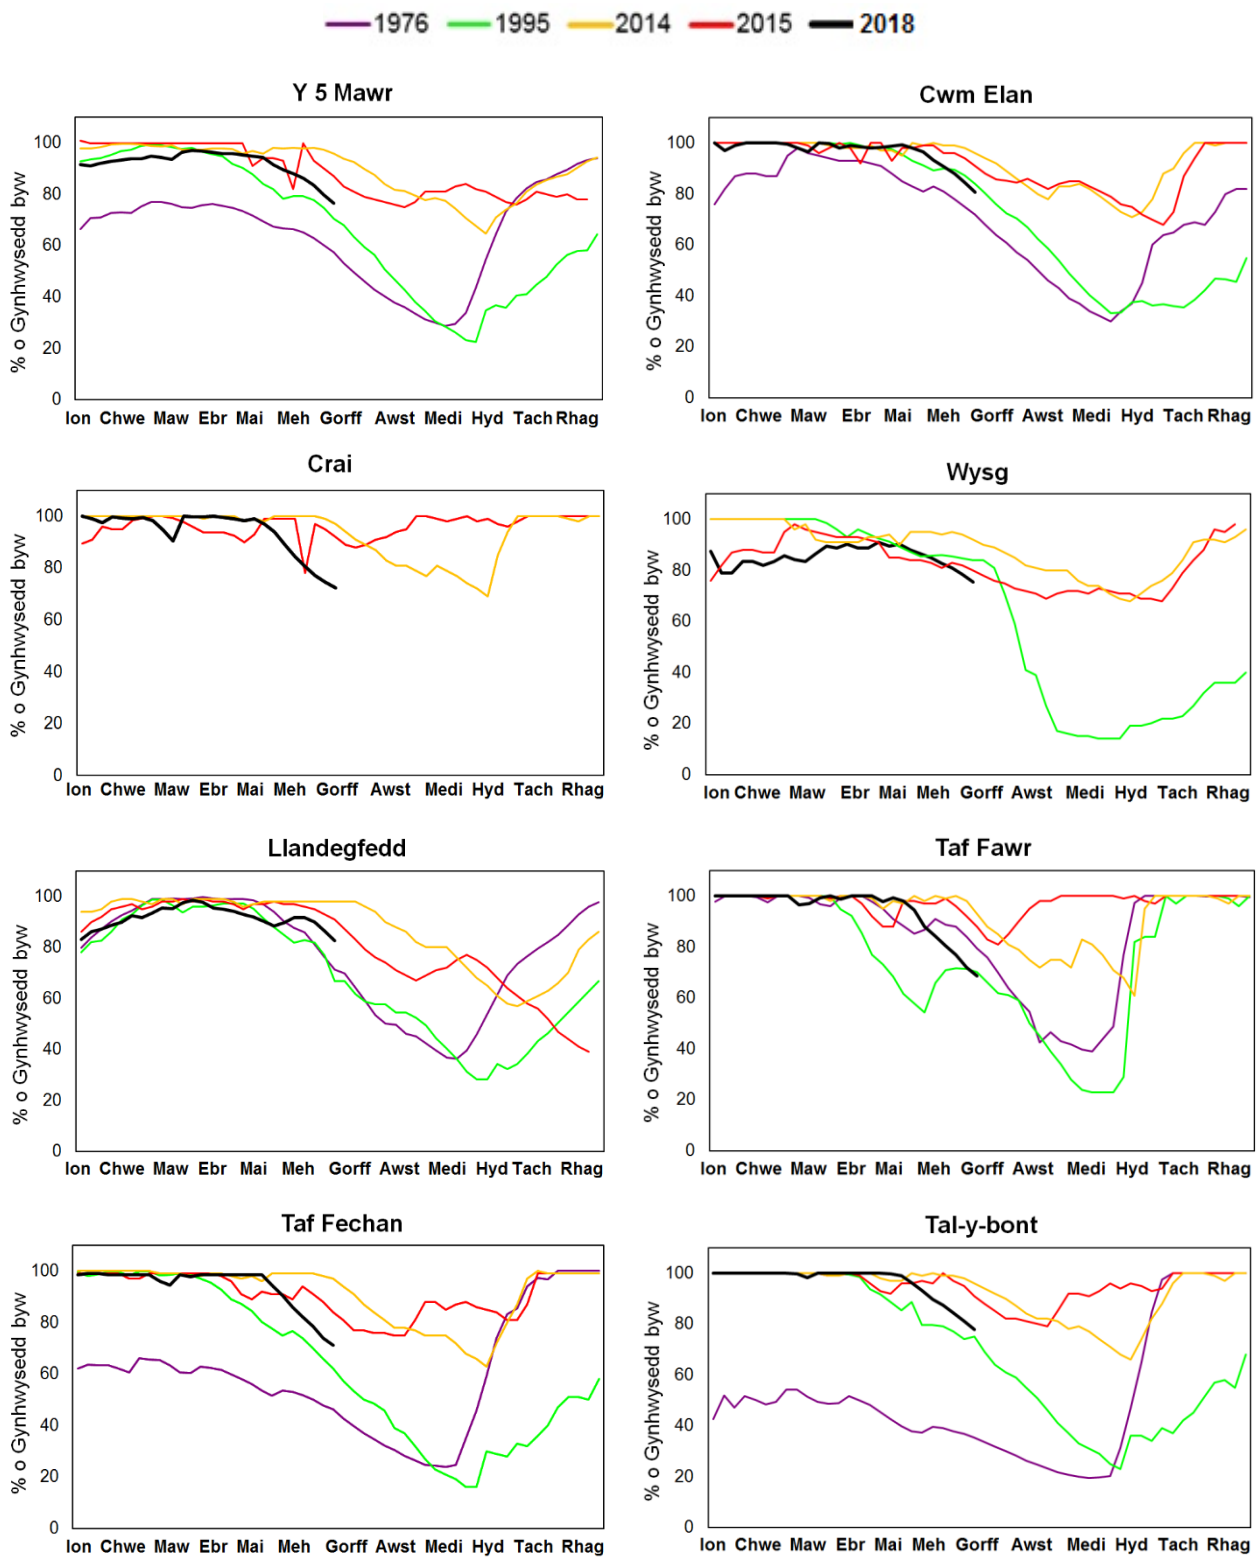 1976 1995 2014 2015 2018
Y 5 Mawr
% o Gynhwysedd byw
100
80
60
40
20
0
Ion Chwe Maw Ebr Mai Meh Gorff Awst Medi Hyd Tach Rhag
Cwm Elan
% o Gynhwysedd byw
100
80
60
40
20
0
Ion Chwe Maw Ebr Mai Meh Gorff Awst Medi Hyd Tach Rhag
Crai
% o Gynhwysedd byw
100
80
60
40
20
0
Ion Chwe Maw Ebr Mai Meh Gorff Awst Medi Hyd Tach Rhag
Wysg
% o Gynhwysedd byw
100
80
60
40
20
0
Ion Chwe Maw Ebr Mai Meh Gorff Awst Medi Hyd Tach Rhag
Llandegfedd
% o Gynhwysedd byw
100
80
60
40
20
0
Ion Chwe Maw Ebr Mai Meh Gorff Awst Medi Hyd Tach Rhag
Taf Fawr
% o Gynhwysedd byw
100
80
60
40
20
0
Ion Chwe Maw Ebr Mai Meh Gorff Awst Medi Hyd Tach Rhag
Taf Fechan
% o Gynhwysedd byw
100
80
60
40
20
0
Ion Chwe Maw Ebr Mai Meh Gorff Awst Medi Hyd Tach Rhag
Tal-y-bont
% o Gynhwysedd byw
100
80
60
40
20
0
Ion Chwe Maw Ebr Mai Meh Gorff Awst Medi Hyd Tach Rhag